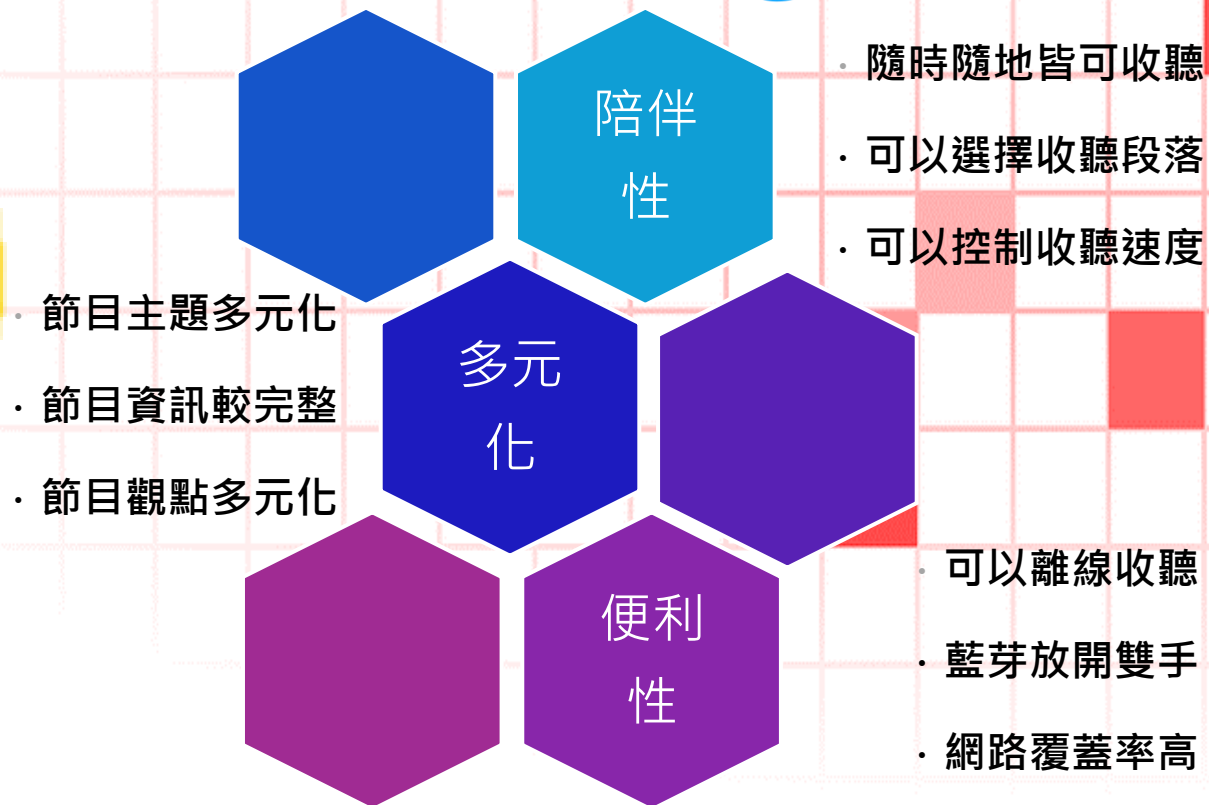 陪伴
性
· 隨時隨地皆可收聽
· 可以選擇收聽段落
· 可以控制收聽速度
多元
化
· 節目主題多元化
· 節目資訊較完整
· 節目觀點多元化
便利
性
· 可以離線收聽
· 藍芽放開雙手
· 網路覆蓋率高